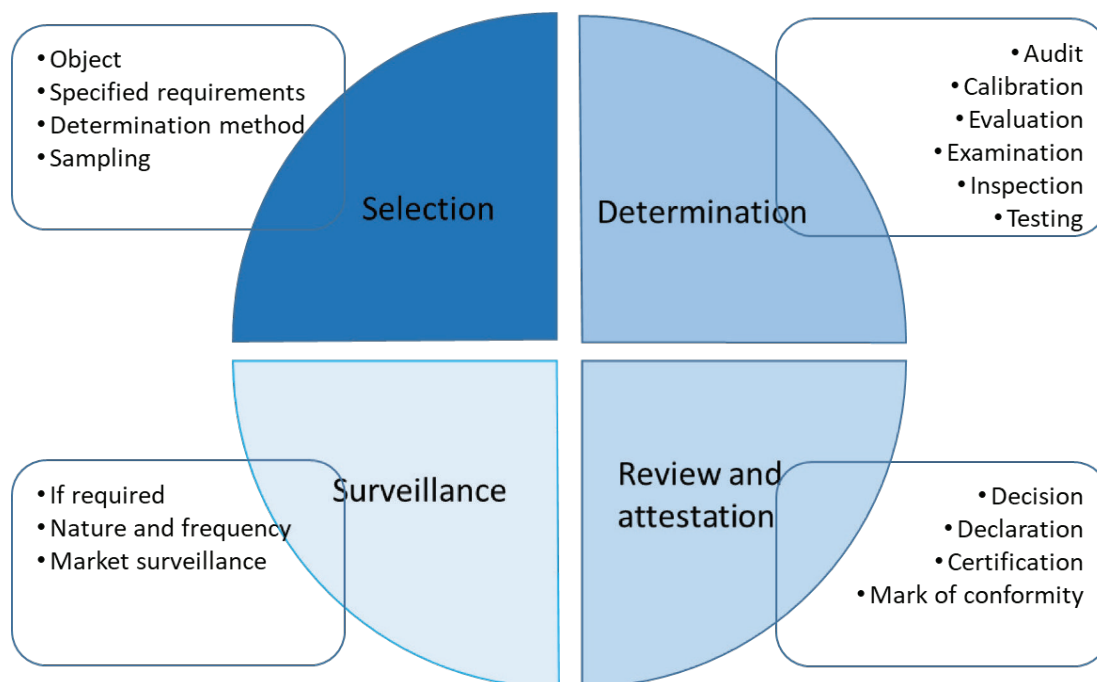 • Object
• Specified requirements
• Determination method
• Sampling
Selection
• Audit
• Calibration
• Evaluation
• Examination
• Inspection
• Testing
Determination
• If required
• Nature and frequency
• Market surveillance
Surveillance
Review and
attestation
• Decision
• Declaration
• Certification
• Mark of conformity